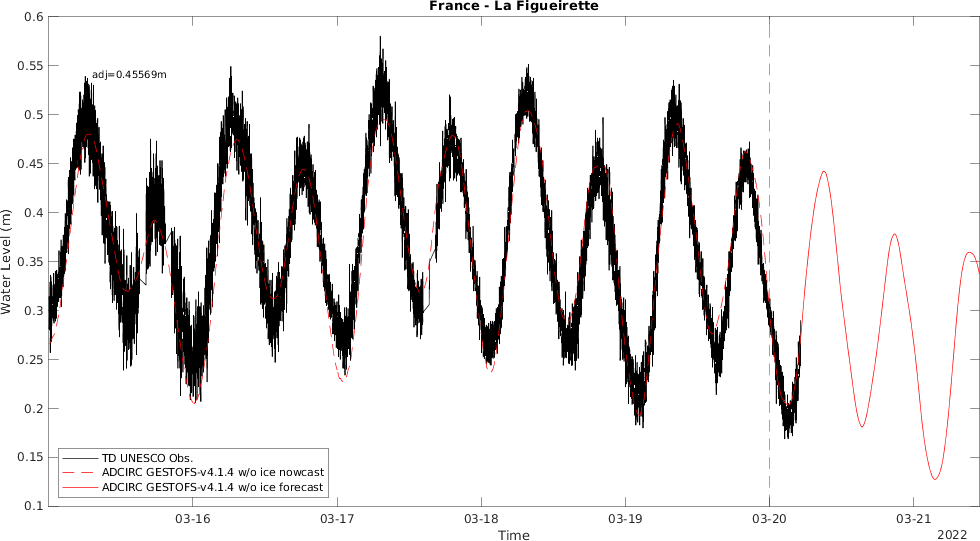 France - La Figueirette
0.6
0.55
adj=0.45569m
0.5
0.45
0.4
0.35
0.3
0.25
0.2
0.15
0.1
Water Level (m)
TD UNESCO Obs.
ADCIRC GESTOFS-v4.1.4 w/o ice nowcast
ADCIRC GESTOFS-v4.1.4 w/o ice forecast
03-16 03-17 03-18 03-19 03-20 03-21
Time
2022